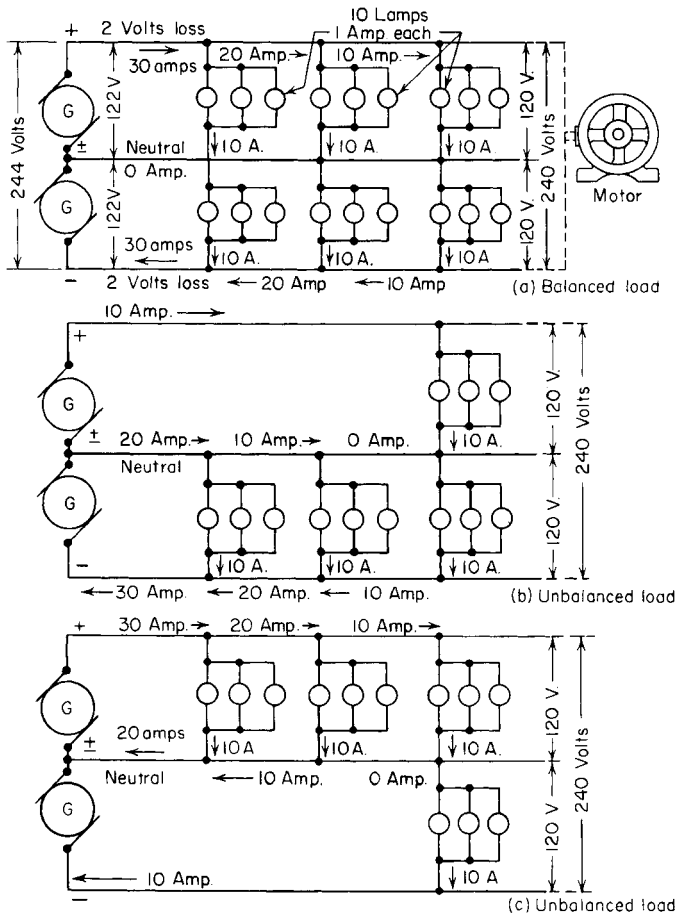 10 Lamps
1 Amp each
+ 2 Volts loss
20 Amp. 10 Amp.
30 amps
G
122V
244 Volts
±
Neutral
10 A. 10 A. 10 A.
0 Amp.
120 V.
240 Volts
Motor
G
122V
120 V.
30 amps
10 A. 10 A. 10 A.
− 2 Volts loss 20 Amp 10 Amp
(a) Balanced load
10 Amp.
+
G
120 V.
240 Volts
±
20 Amp. 10 Amp. 0 Amp. 10 A.
Neutral
G
120 V.
10 A. 10 A. 10 A.
−
30 Amp. 20 Amp. 10 Amp.
(b) Unbalanced load
+ 30 Amp. 20 Amp. 10 Amp.
G
120 V.
240 Volts
20 amps
±
10 A 10 A. 10 A.
Neutral 10 Amp. 0 Amp.
G
120 V.
10 Amp. 10 A
−
(c) Unbalanced load